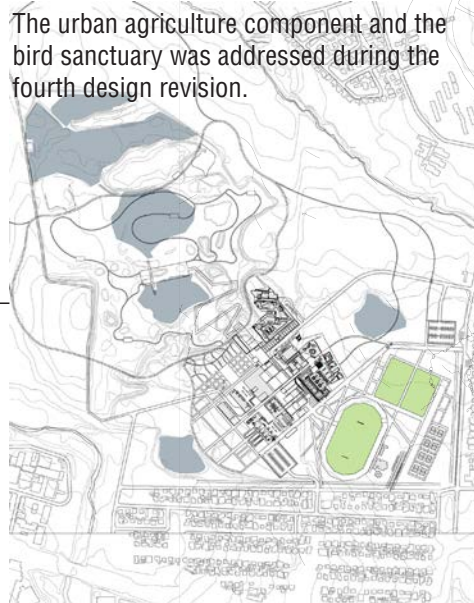 The urban agriculture component and the
bird sanctuary was addressed during the
fourth design revision.